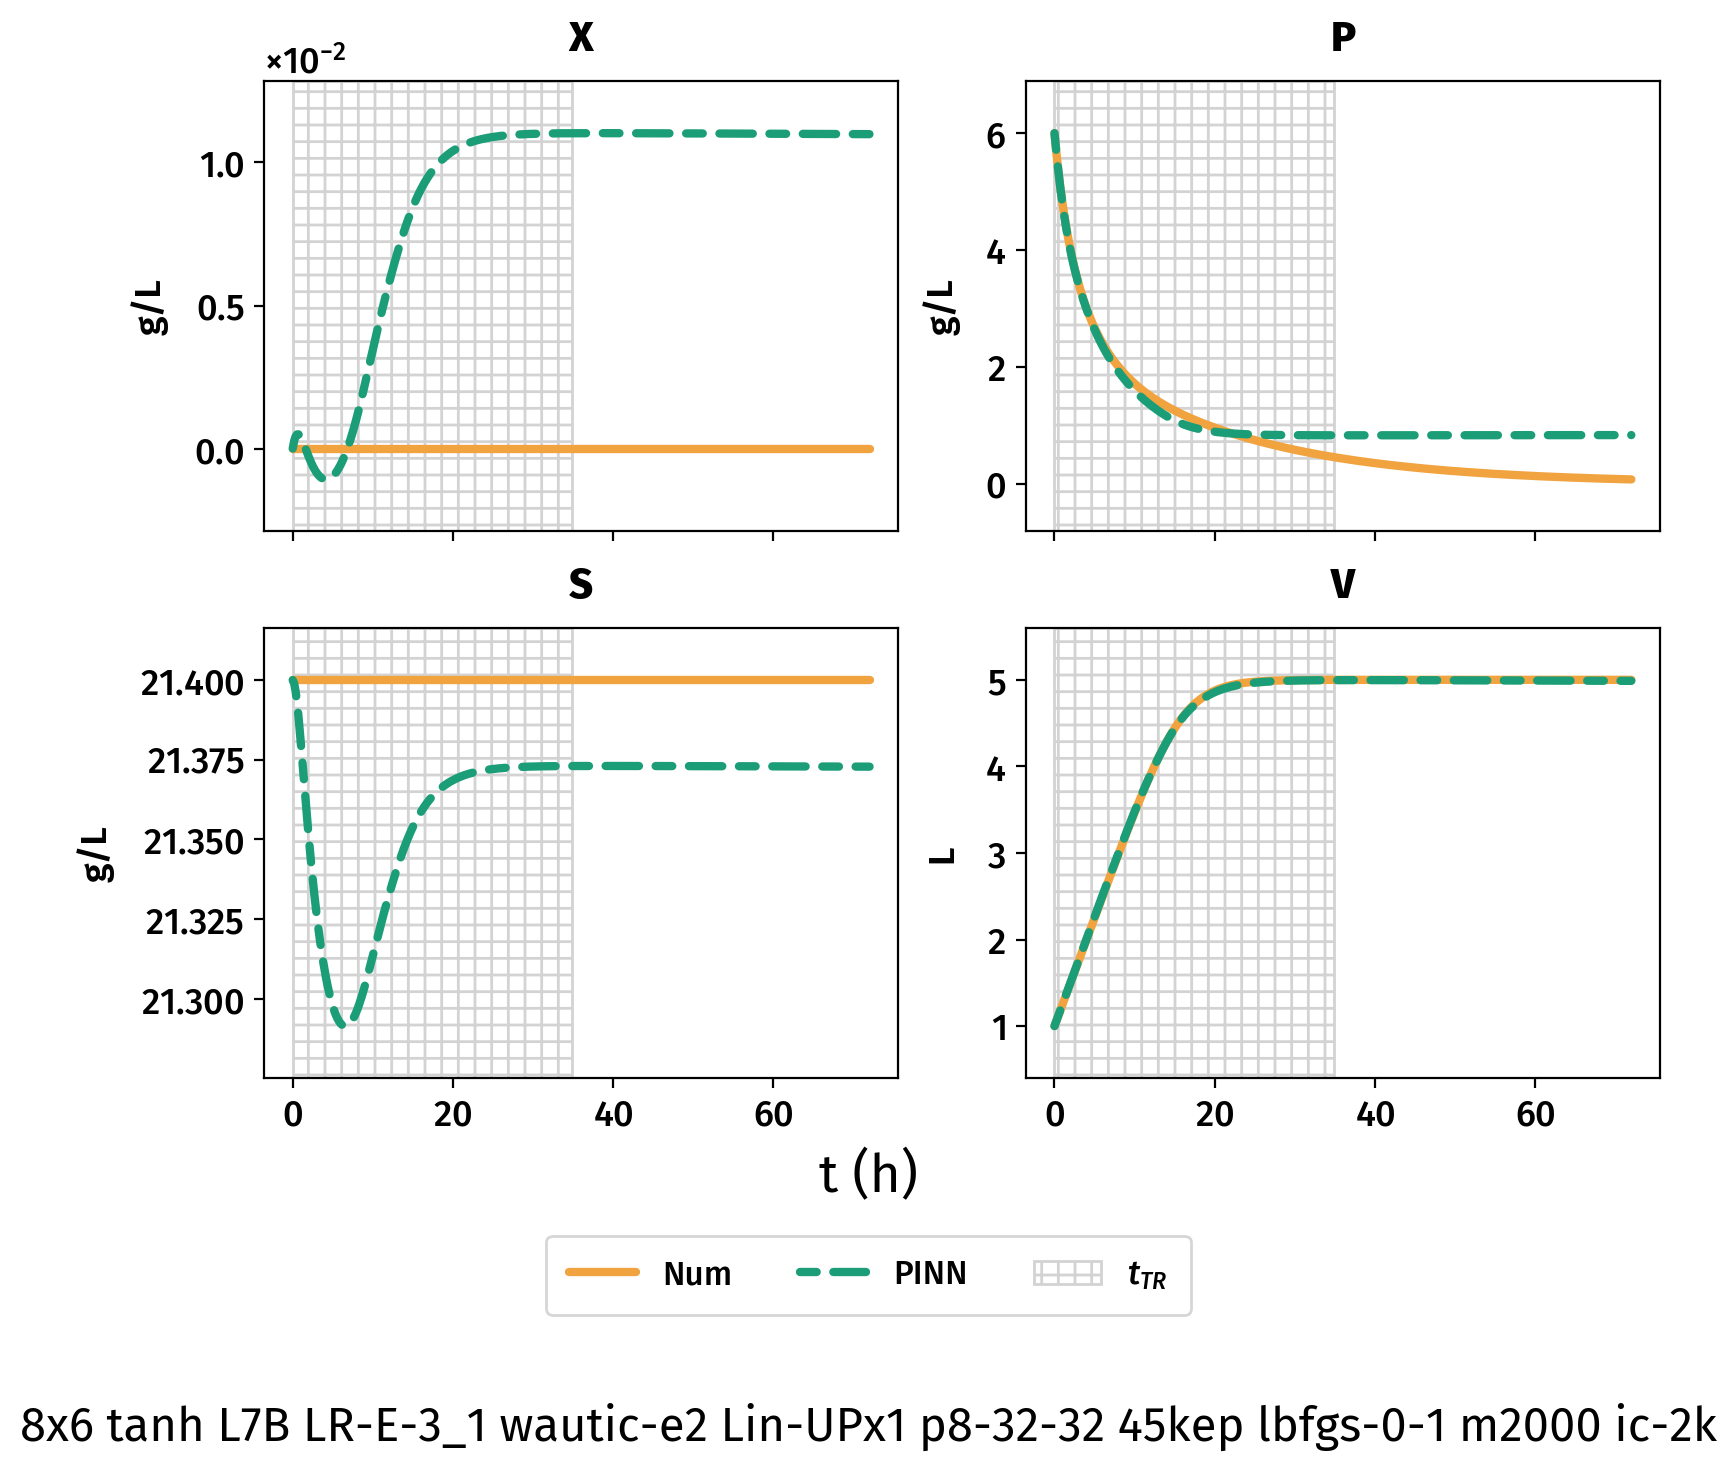 X
×10⁻²
g/L
1.0
0.5
0.0
P
g/L
6
4
2
0
S
g/L
21.400
21.375
21.350
21.325
21.300
0 20 40 60
V
L
5
4
3
2
1
0 20 40 60
t (h)
Num PINN t_TR
8x6 tanh L7B LR-E-3_1 wautic-e2 Lin-UPx1 p8-32-32 45kep lbfgs-0-1 m2000 ic-2k